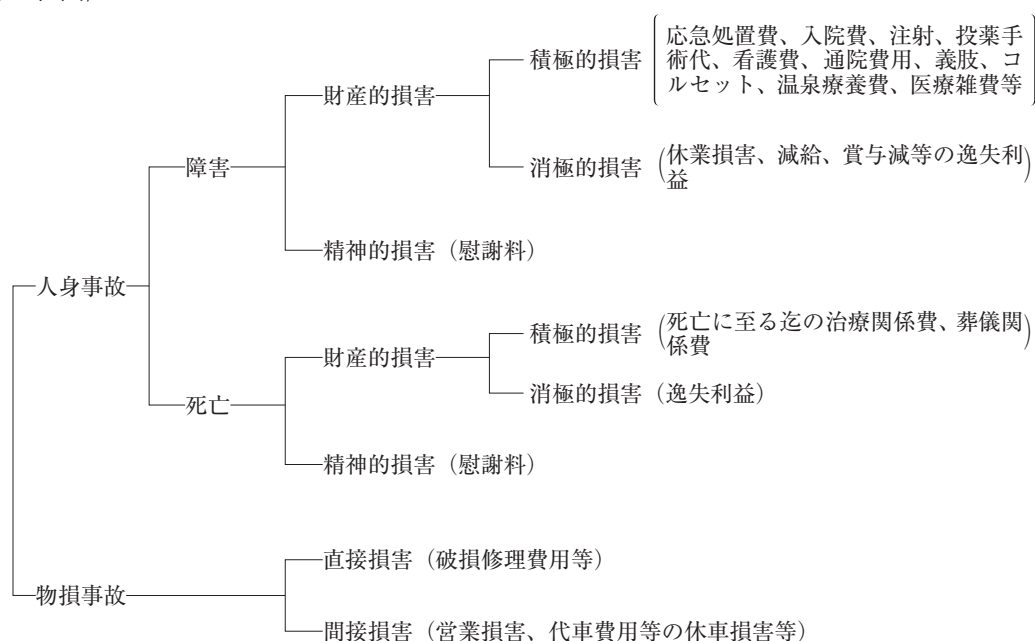 積極的損害
応急処置費、入院費、注射、投薬手
術代、看護費、通院費用、義肢、コ
ルセット、温泉療養費、医療雑費等
財産的損害
消極的損害
(休業損害、減給、賞与減等の逸失利
益)
障害
精神的損害（慰謝料）
人身事故
積極的損害
(死亡に至る迄の治療関係費、葬儀関
係費)
財産的損害
消極的損害（逸失利益）
死亡
精神的損害（慰謝料）
直接損害（破損修理費用等）
物損事故
間接損害（営業損害、代車費用等の休車損害等）